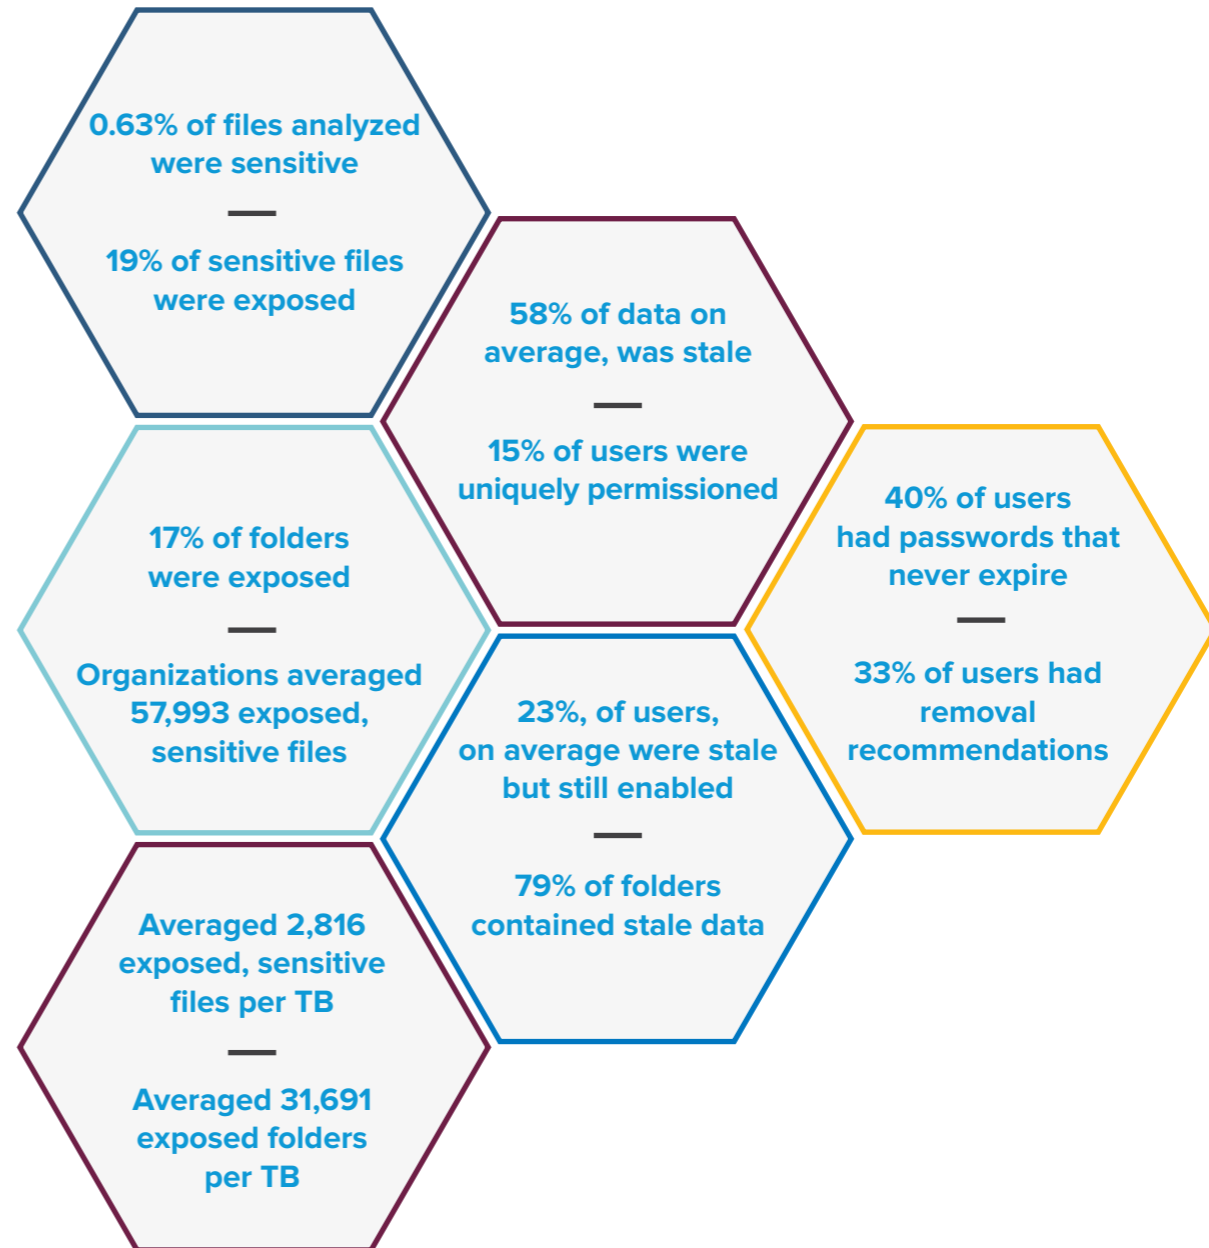 0.63% of files analyzed
were sensitive
19% of sensitive files
were exposed
58% of data on
average, was stale
15% of users were
uniquely permissioned
17% of folders
were exposed
Organizations averaged
57,993 exposed,
sensitive files
40% of users
had passwords that
never expire
33% of users had
removal
recommendations
23%, of users,
on average were stale
but still enabled
79% of folders
contained stale data
Averaged 2,816
exposed, sensitive
files per TB
Averaged 31,691
exposed folders
per TB